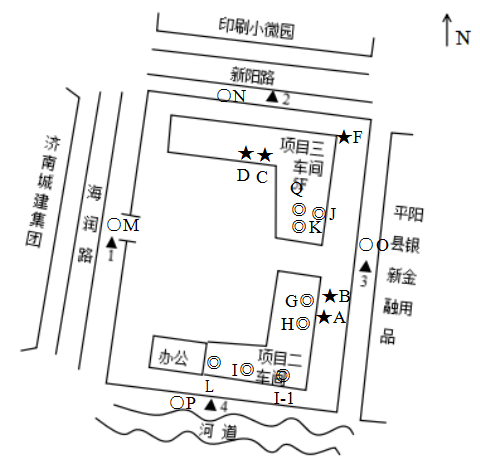 印刷小微园
N
新阳路
○N
▲2
★F
项目三
车间
★ ★
D C
Q
◎
◎J
◎K
济南城建集团
海润路
○M
▲1
○O
▲3
平阳
县银
新金
融用
品
G◎
★B
H◎
★A
办公
◎
L
I◎
项目二
车间
◎
I-1
○P
▲4
河道